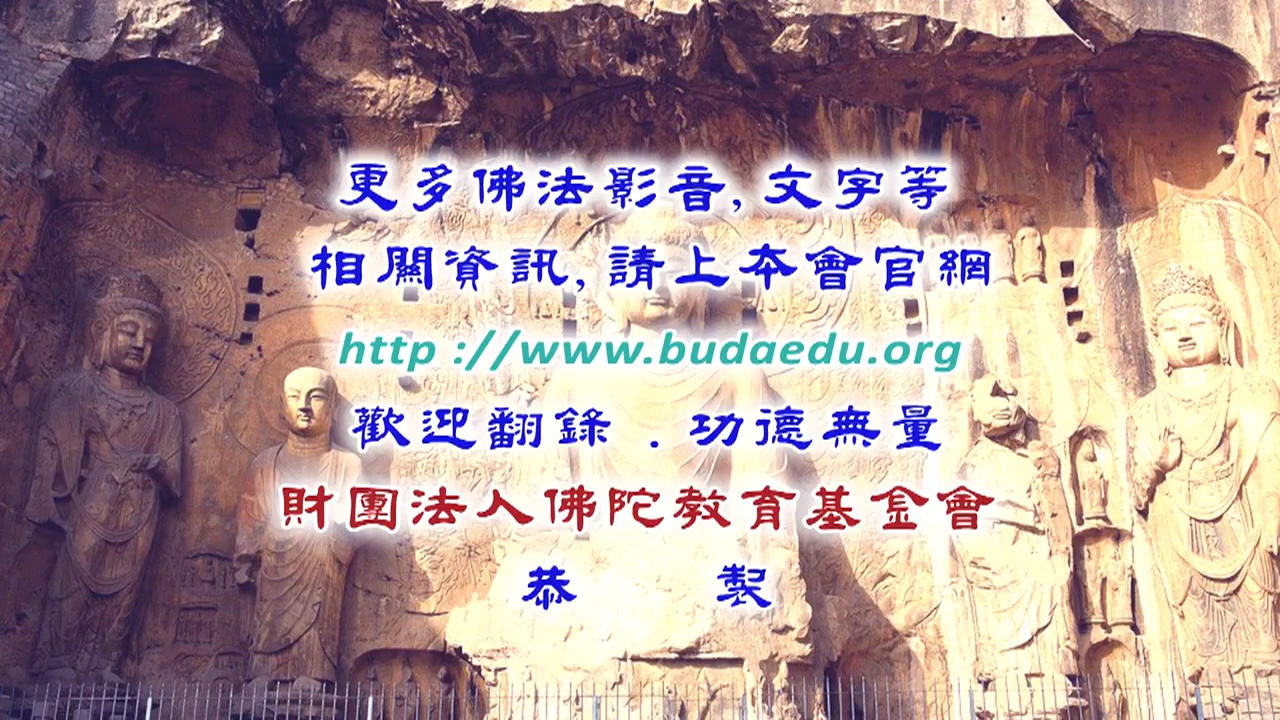 更多佛法影音,文字等
相關資訊,請上本會官網
http ://www.budaedu.org
歡迎翻錄 . 功德無量
財團法人佛陀教育基金會
恭 製